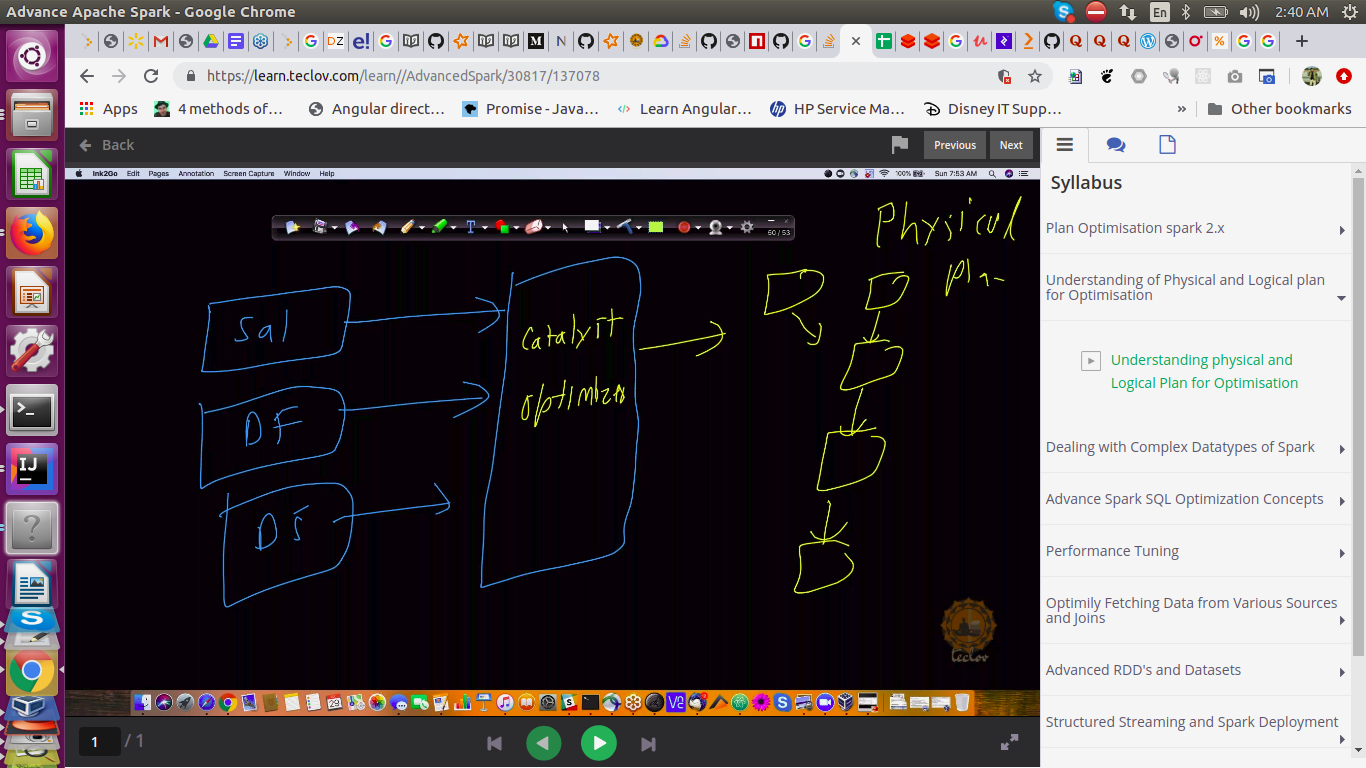 Advance Apache Spark - Google Chrome
En
2:40 AM
https://learn.teclov.com/learn//AdvancedSpark/30817/137078
Apps
4 methods of...
Angular direct...
Promise - Java...
Learn Angular...
HP Service Ma...
Disney IT Supp...
»
Other bookmarks
Back
Previous
Next
Ink2Go Edit Pages Annotation Screen Capture Window Help
100%
Sun 7:53 AM
60 / 53
Physical
Plan
Sql
DF
DS
Catalyst
Optimizer
teclov
1 / 1
Syllabus
Plan Optimisation spark 2.x
Understanding of Physical and Logical plan
for Optimisation
Understanding physical and
Logical Plan for Optimisation
Dealing with Complex Datatypes of Spark
Advance Spark SQL Optimization Concepts
Performance Tuning
Optimily Fetching Data from Various Sources
and Joins
Advanced RDD's and Datasets
Structured Streaming and Spark Deployment